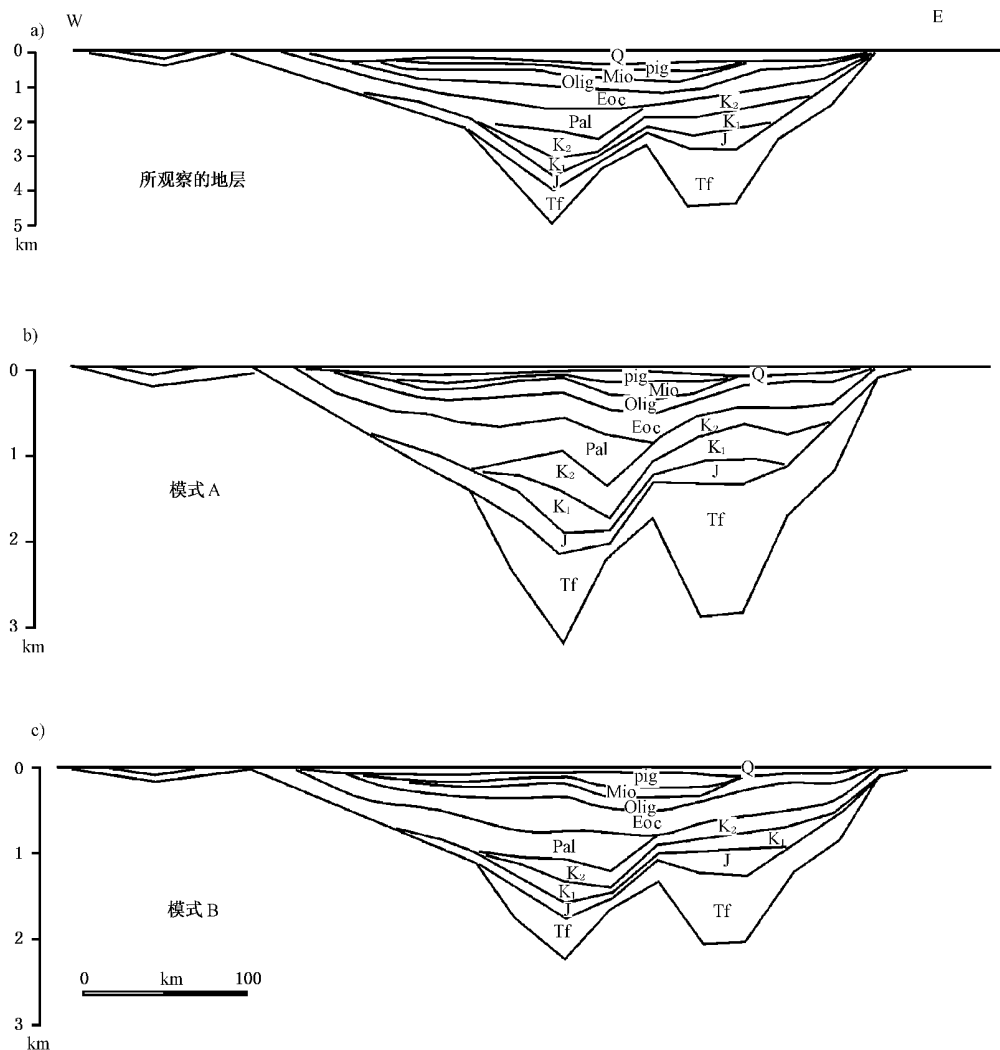 a)
W
E
0
1
2
3
4
5
km
Q
pig
Mio
Olig
Eoc
Pal
K₂
K₁
J
Tf
K₂
K₁
J
Tf
所观察的地层
b)
0
1
2
3
km
pig
Q
Mio
Olig
Eoc
Pal
K₂
K₁
J
Tf
K₂
K₁
J
Tf
模式A
c)
0
1
2
3
km
Q
pig
Mio
Olig
Eoc
Pal
K₂
K₁
J
Tf
K₂
K₁
J
Tf
模式B
0 km 100